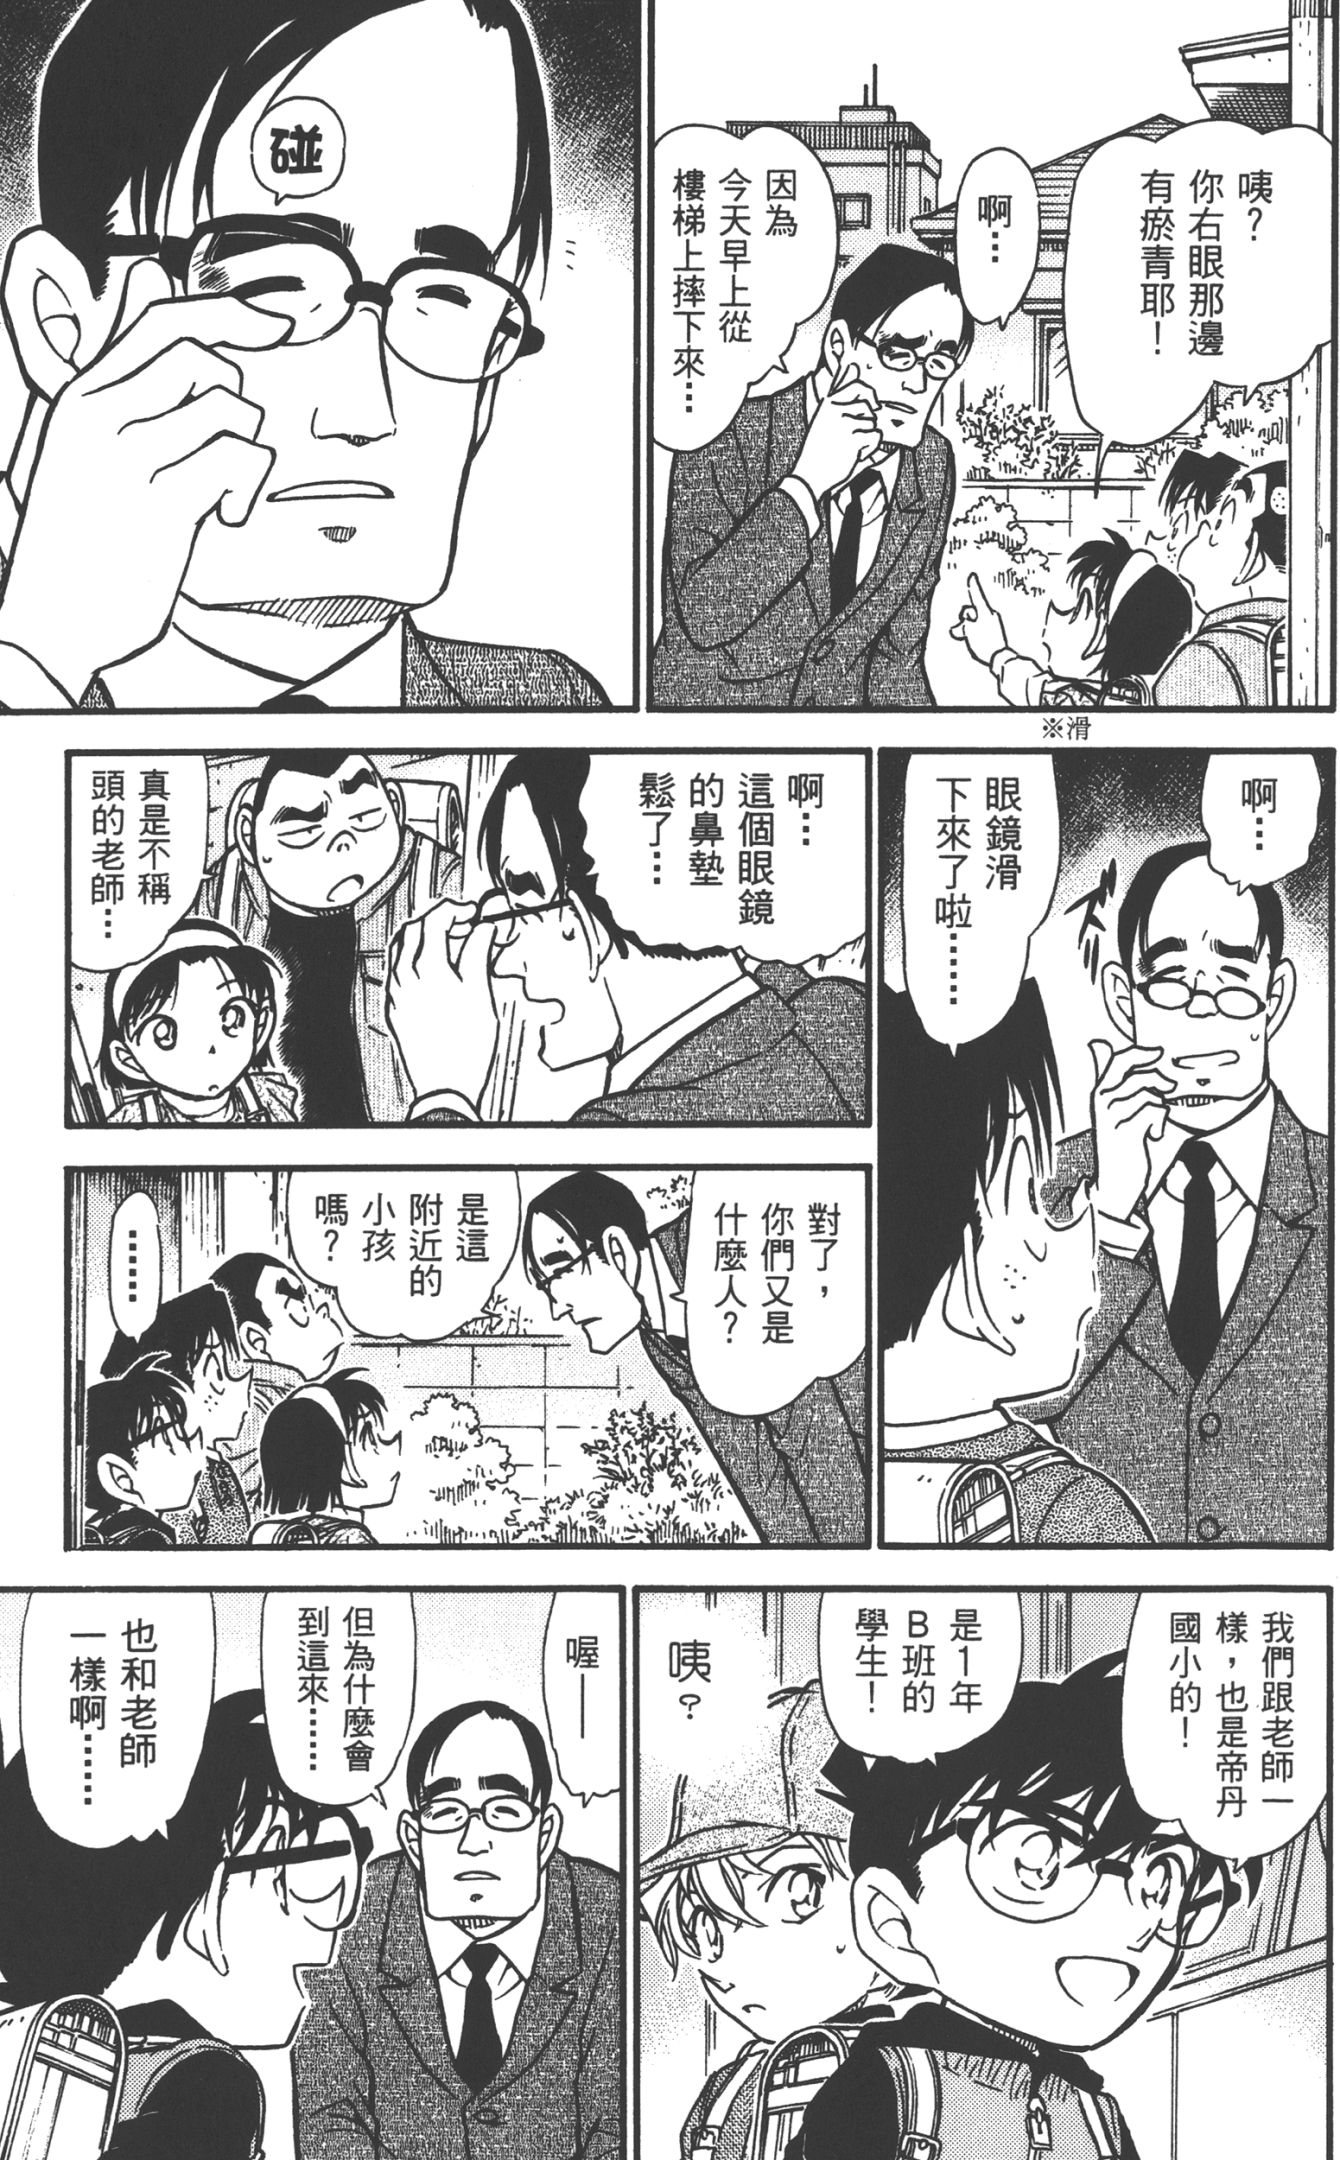 咦？
你右眼那邊
有瘀青耶！
啊…
因為
今天早上從
樓梯上摔下來…
碰
※滑
啊…
ズズ
眼鏡滑
下來了啦……
啊…
這個眼鏡
的鼻墊
鬆了…
真是不稱
頭的老師…
對了，
你們又是
什麼人？
是這
附近的
小孩
嗎？
……
我們跟老師一
樣，也是帝丹
國小的！
是1年
B班的
學生！
咦？
喔——
但為什麼會
到這來……
也和老師
一樣啊……